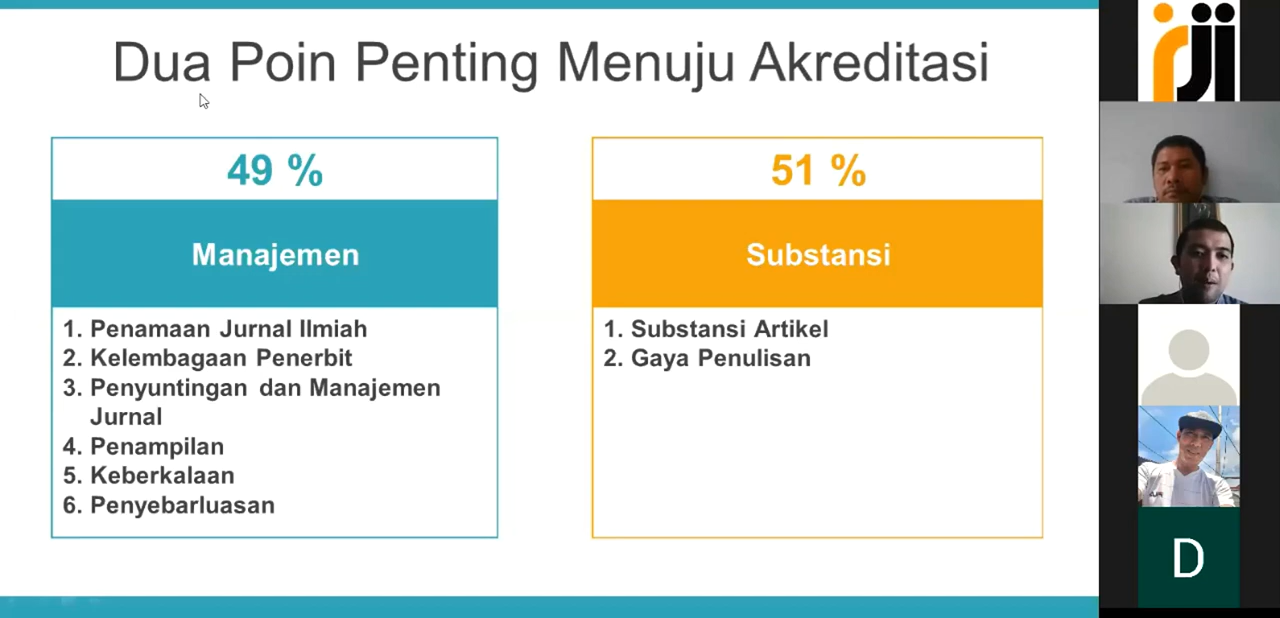 Dua Poin Penting Menuju Akreditasi
49 %
Manajemen
1. Penamaan Jurnal Ilmiah
2. Kelembagaan Penerbit
3. Penyuntingan dan Manajemen
Jurnal
4. Penampilan
5. Keberkalaan
6. Penyebarluasan
51 %
Substansi
1. Substansi Artikel
2. Gaya Penulisan
rji
D